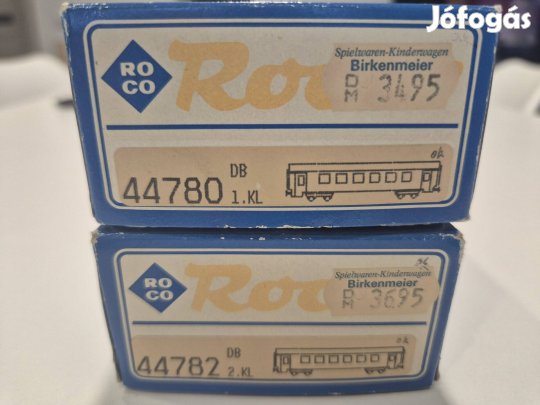 Jófogás
RO
CO
Roco
Spielwaren-Kinderwagen
Birkenmeier
DM 3495
44780 DB
1.KL
RO
CO
Roco
Spielwaren-Kinderwagen
Birkenmeier
DM 3695
44782 DB
2.KL